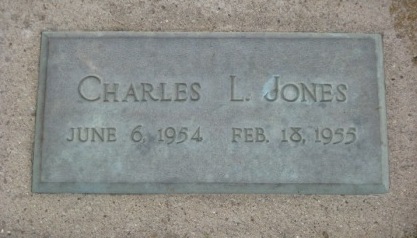 CHARLES L. JONES
JUNE 6, 1954 FEB. 18, 1955